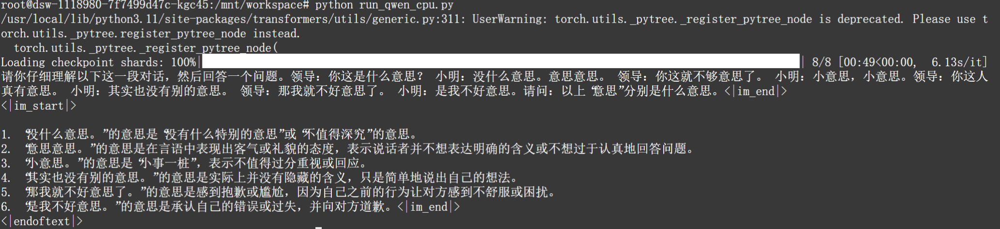 root@dsw-1118980-7f7499d47c-kgc45:/mnt/workspace# python run_qwen_cpu.py
/usr/local/lib/python3.11/site-packages/transformers/utils/generic.py:311: UserWarning: torch.utils._pytree._register_pytree_node is deprecated. Please use t
orch.utils._pytree.register_pytree_node instead.
  torch.utils._pytree._register_pytree_node(
Loading checkpoint shards: 100%|| 8/8 [00:49<00:00,  6.13s/it]
请你仔细理解以下这一段对话，然后回答一个问题。领导：你这是什么意思？ 小明：没什么意思。意思意思。 领导：你这就不够意思了。 小明：小意思，小意思。领导：你这人
真有意思。 小明：其实也没有别的意思。 领导：那我就不好意思了。 小明：是我不好意思。请问：以上“意思”分别是什么意思。<|im_end|>
<|im_start|>
1. “没什么意思。”的意思是“没有什么特别的意思”或“不值得深究”的意思。
2. “意思意思。”的意思是在言语中表现出客气或礼貌的态度，表示说话者并不想表达明确的含义或不想过于认真地回答问题。
3. “小意思。”的意思是“小事一桩”，表示不值得过分重视或回应。
4. “其实也没有别的意思。”的意思是实际上并没有隐藏的含义，只是简单地说出自己的想法。
5. “那我就不好意思了。”的意思是感到抱歉或尴尬，因为自己之前的行为让对方感到不舒服或困扰。
6. “是我不好意思。”的意思是承认自己的错误或过失，并向对方道歉。<|im_end|>
<|endoftext|>